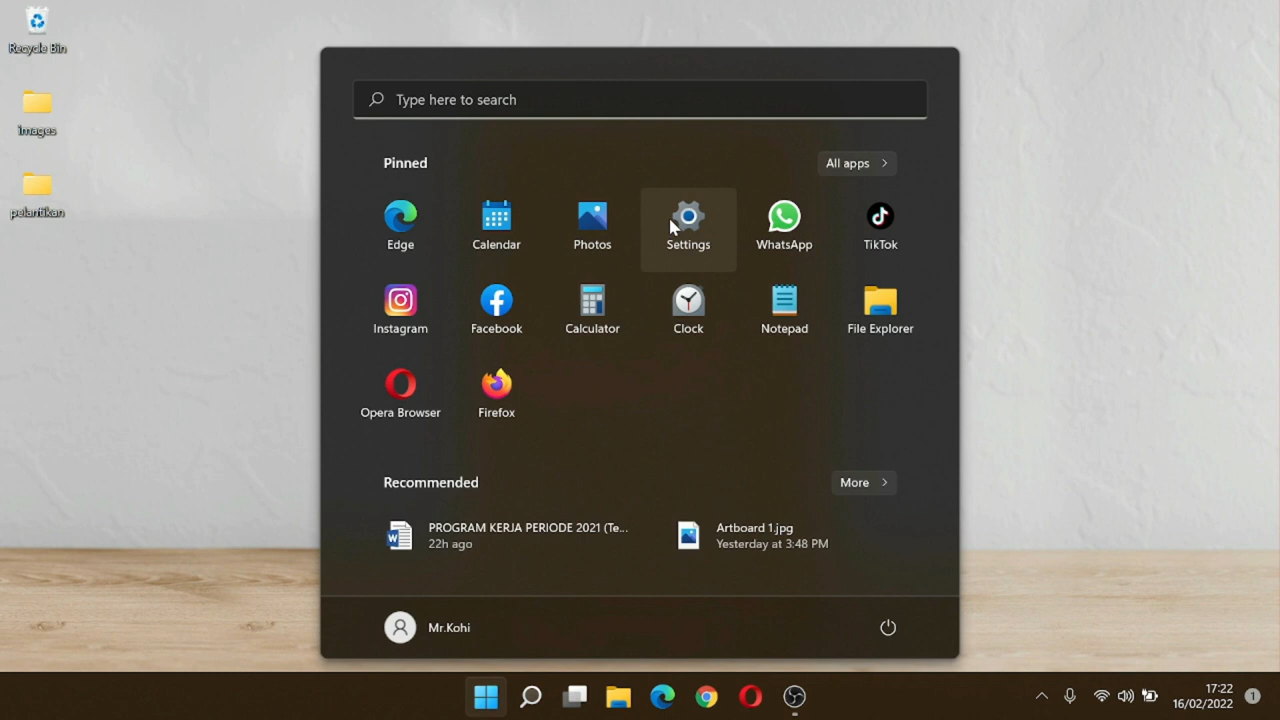 Recycle Bin
images
pelantikan
Type here to search
Pinned
All apps
Edge
Calendar
Photos
Settings
WhatsApp
TikTok
Instagram
Facebook
Calculator
Clock
Notepad
File Explorer
Opera Browser
Firefox
Recommended
More
PROGRAM KERJA PERIODE 2021 (Te...
22h ago
Artboard 1.jpg
Yesterday at 3:48 PM
Mr.Kohi
17:22
16/02/2022
1